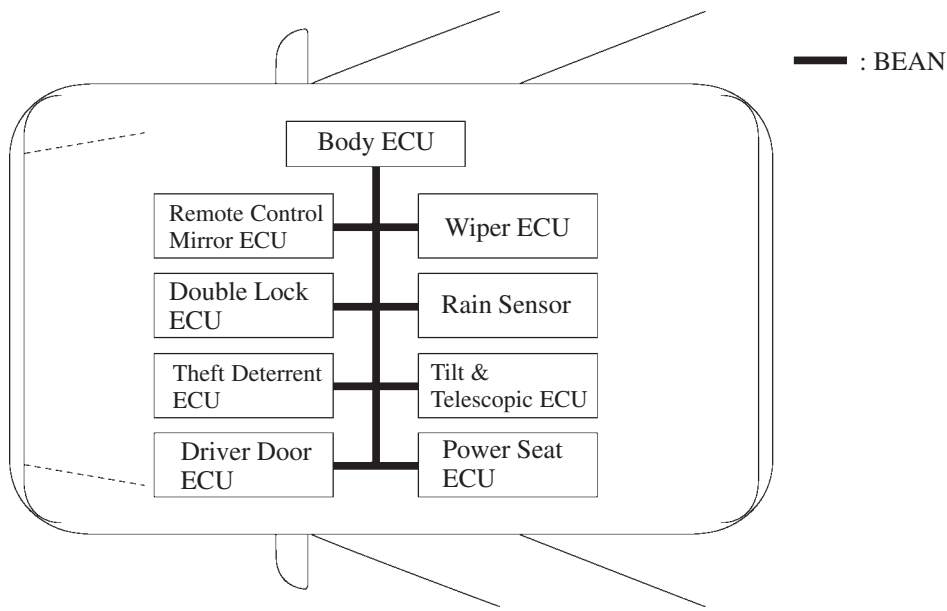 : BEAN
Body ECU
Remote Control
Mirror ECU
Wiper ECU
Double Lock
ECU
Rain Sensor
Theft Deterrent
ECU
Tilt &
Telescopic ECU
Driver Door
ECU
Power Seat
ECU